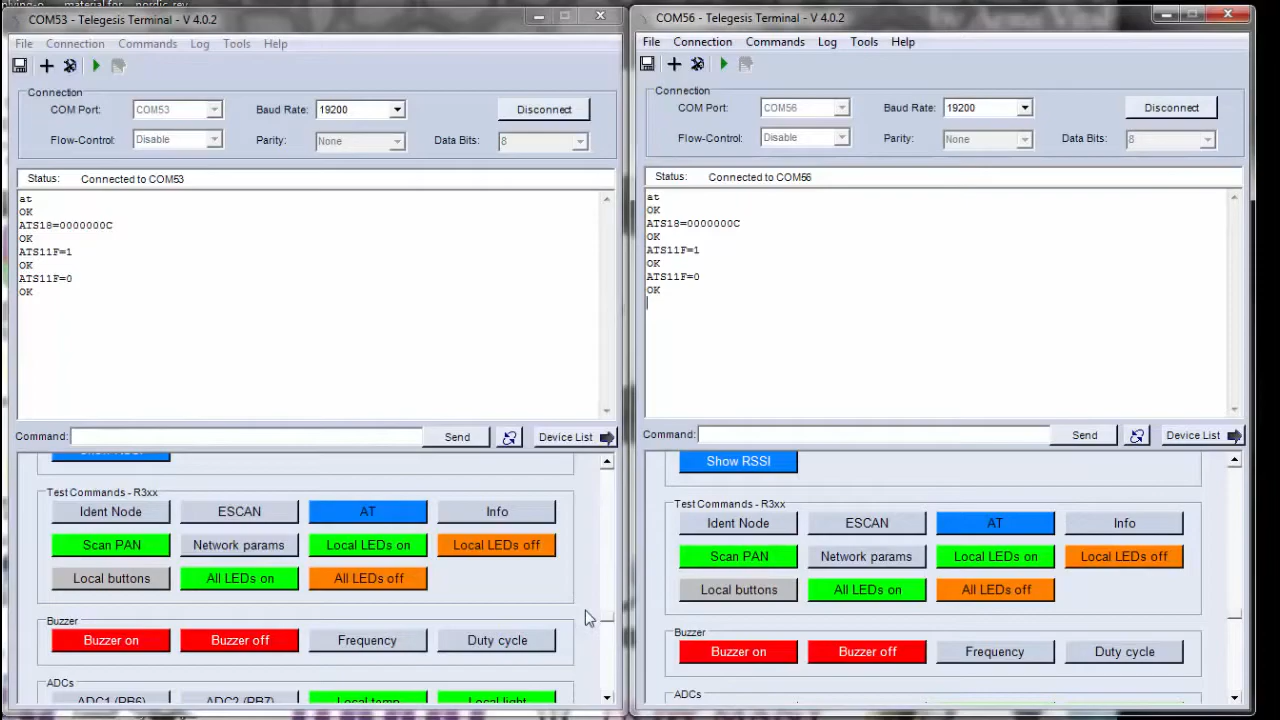 COM53 - Telegesis Terminal - V 4.0.2
File Connection Commands Log Tools Help
Connection
COM Port: COM53 Baud Rate: 19200 Disconnect
Flow-Control: Disable Parity: None Data Bits: 8
Status: Connected to COM53
at
OK
ATS18=0000000C
OK
ATS11F=1
OK
ATS11F=0
OK
Command: Send Device List
Test Commands - R3xx
Ident Node ESCAN AT Info
Scan PAN Network params Local LEDs on Local LEDs off
Local buttons All LEDs on All LEDs off
Buzzer
Buzzer on Buzzer off Frequency Duty cycle
ADCs
ADC1 (PB6) ADC2 (PB7) Local temp Local light
COM56 - Telegesis Terminal - V 4.0.2
File Connection Commands Log Tools Help
Connection
COM Port: COM56 Baud Rate: 19200 Disconnect
Flow-Control: Disable Parity: None Data Bits: 8
Status: Connected to COM56
at
OK
ATS18=0000000C
OK
ATS11F=1
OK
ATS11F=0
OK
Command: Send Device List
Show RSSI
Test Commands - R3xx
Ident Node ESCAN AT Info
Scan PAN Network params Local LEDs on Local LEDs off
Local buttons All LEDs on All LEDs off
Buzzer
Buzzer on Buzzer off Frequency Duty cycle
ADCs